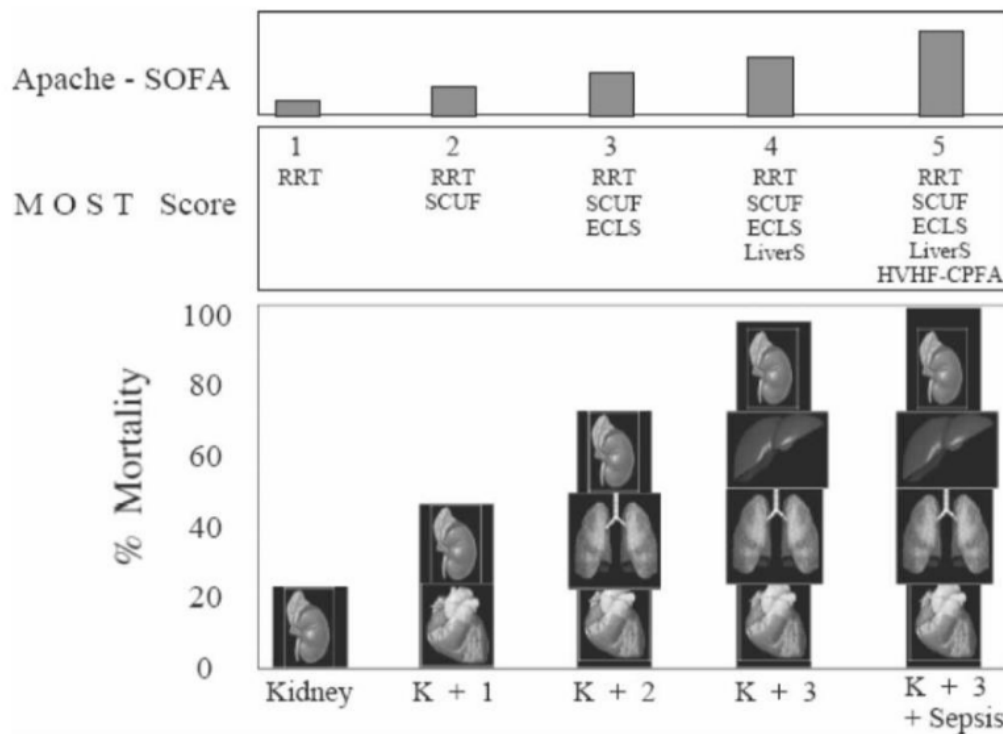 Apache - SOFA
M O S T Score
1
RRT
2
RRT
SCUF
3
RRT
SCUF
ECLS
4
RRT
SCUF
ECLS
LiverS
5
RRT
SCUF
ECLS
LiverS
HVHF-CPFA
% Mortality
100
80
60
40
20
0
Kidney
K + 1
K + 2
K + 3
K + 3
+ Sepsis